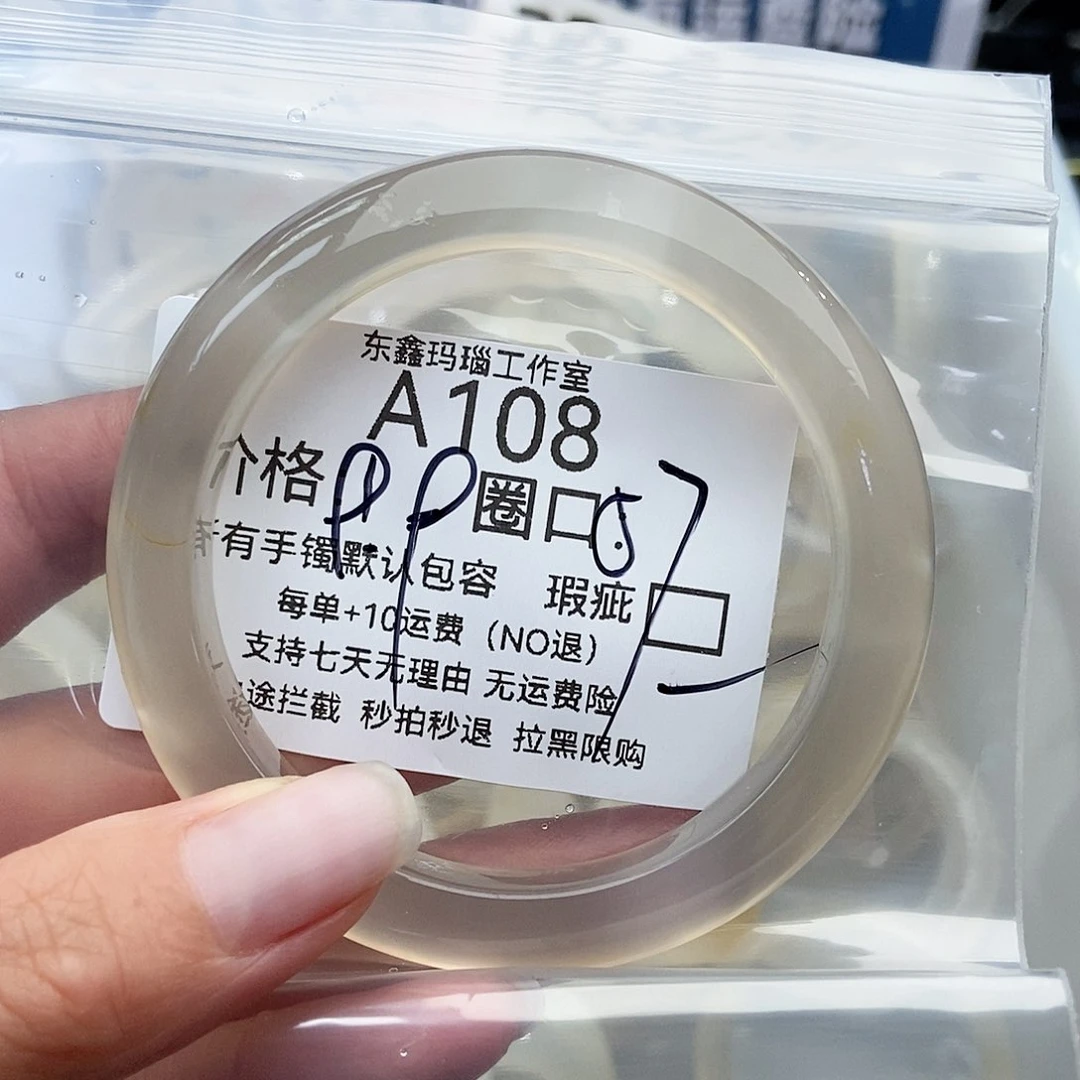 东鑫玛瑙工作室
A108
价格 99 圈口 57
所有手镯默认包容 瑕疵
每单+10运费（NO退）
支持七天无理由 无运费险
途拦截 秒拍秒退 拉黑限购